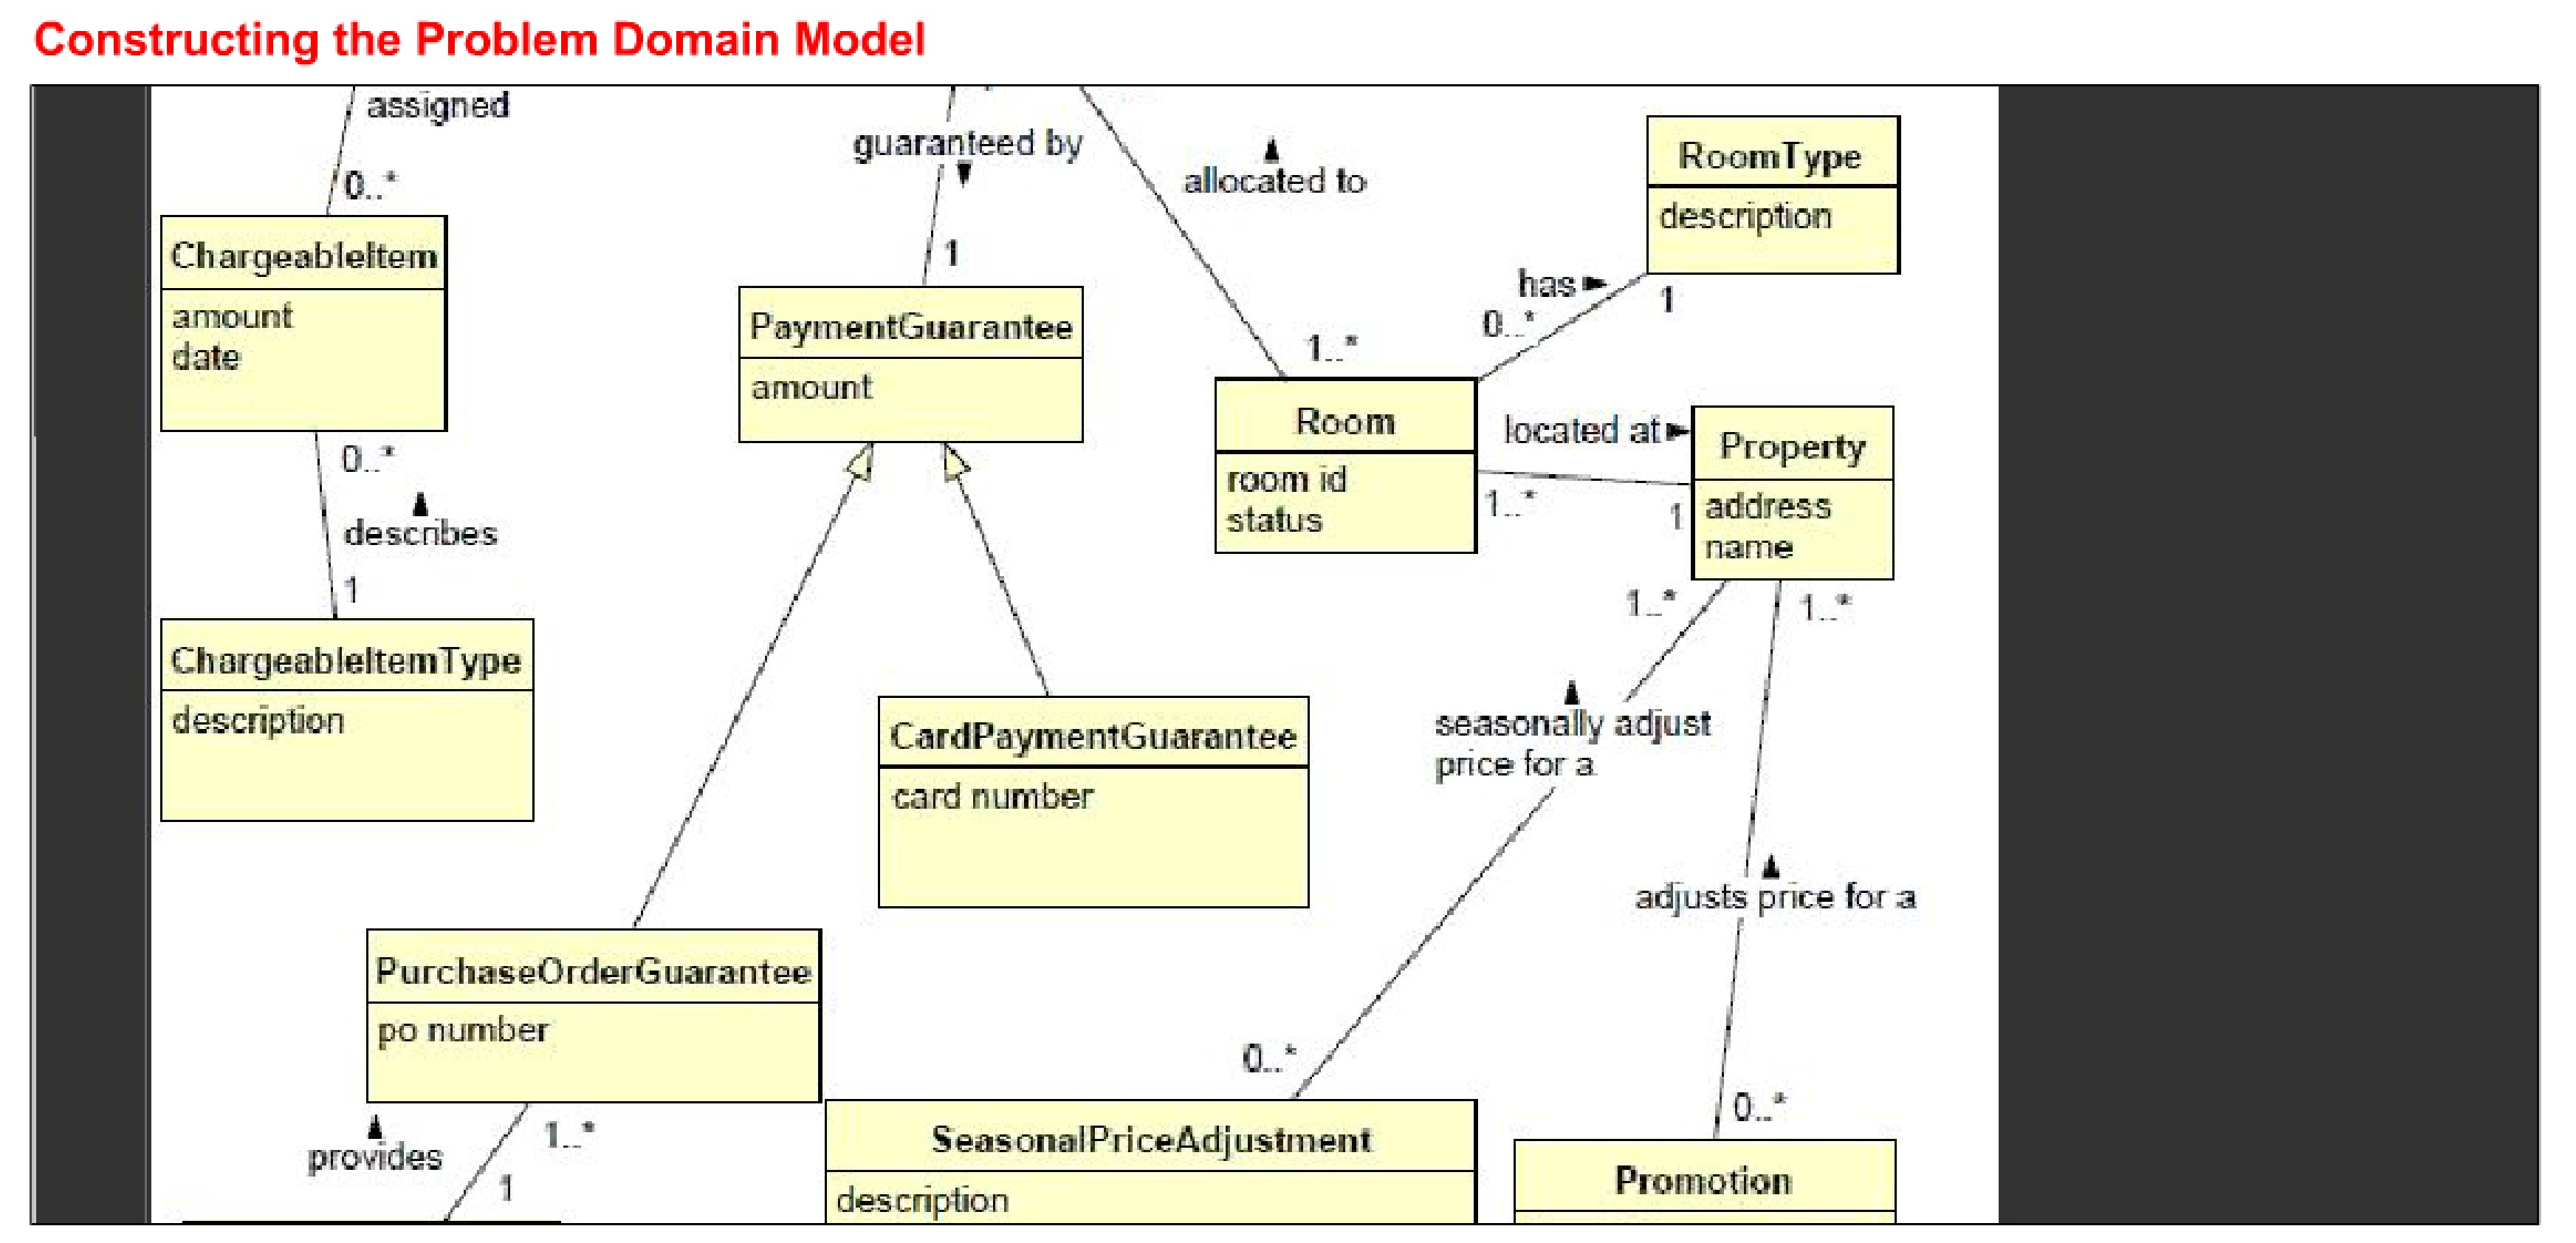 Constructing the Problem Domain Model
assigned
0..*
ChargeableItem
amount
date
0..*
describes
1
ChargeableItemType
description
guaranteed by
1
PaymentGuarantee
amount
allocated to
1..*
Room
room id
status
RoomType
description
has
0..*
1
located at
1..*
1
Property
address
name
1..*
1..*
seasonally adjust
price for a
adjusts price for a
CardPaymentGuarantee
card number
PurchaseOrderGuarantee
po number
provides
1..*
1
0..*
SeasonalPriceAdjustment
description
0..*
Promotion